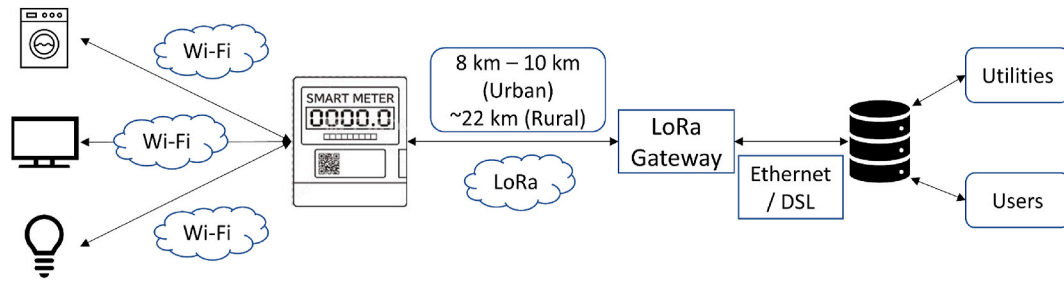 Wi-Fi
Wi-Fi
Wi-Fi
SMART METER
0000.0
8 km – 10 km
(Urban)
~22 km (Rural)
LoRa
LoRa
Gateway
Ethernet
/ DSL
Utilities
Users